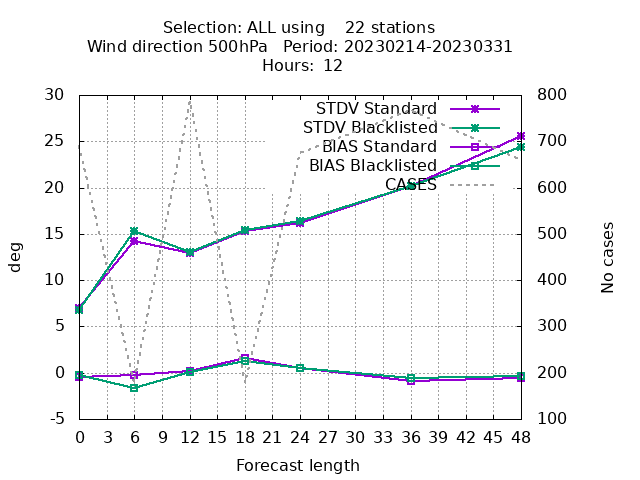 Selection: ALL using    22 stations
Wind direction 500hPa   Period: 20230214-20230331
Hours:  12
30 800
STDV Standard
STDV Blacklisted
25 700
BIAS Standard
BIAS Blacklisted
CASES
20 600
15 500
deg No cases
10 400
5 300
0 200
-5 100
0 3 6 9 12 15 18 21 24 27 30 33 36 39 42 45 48
Forecast length